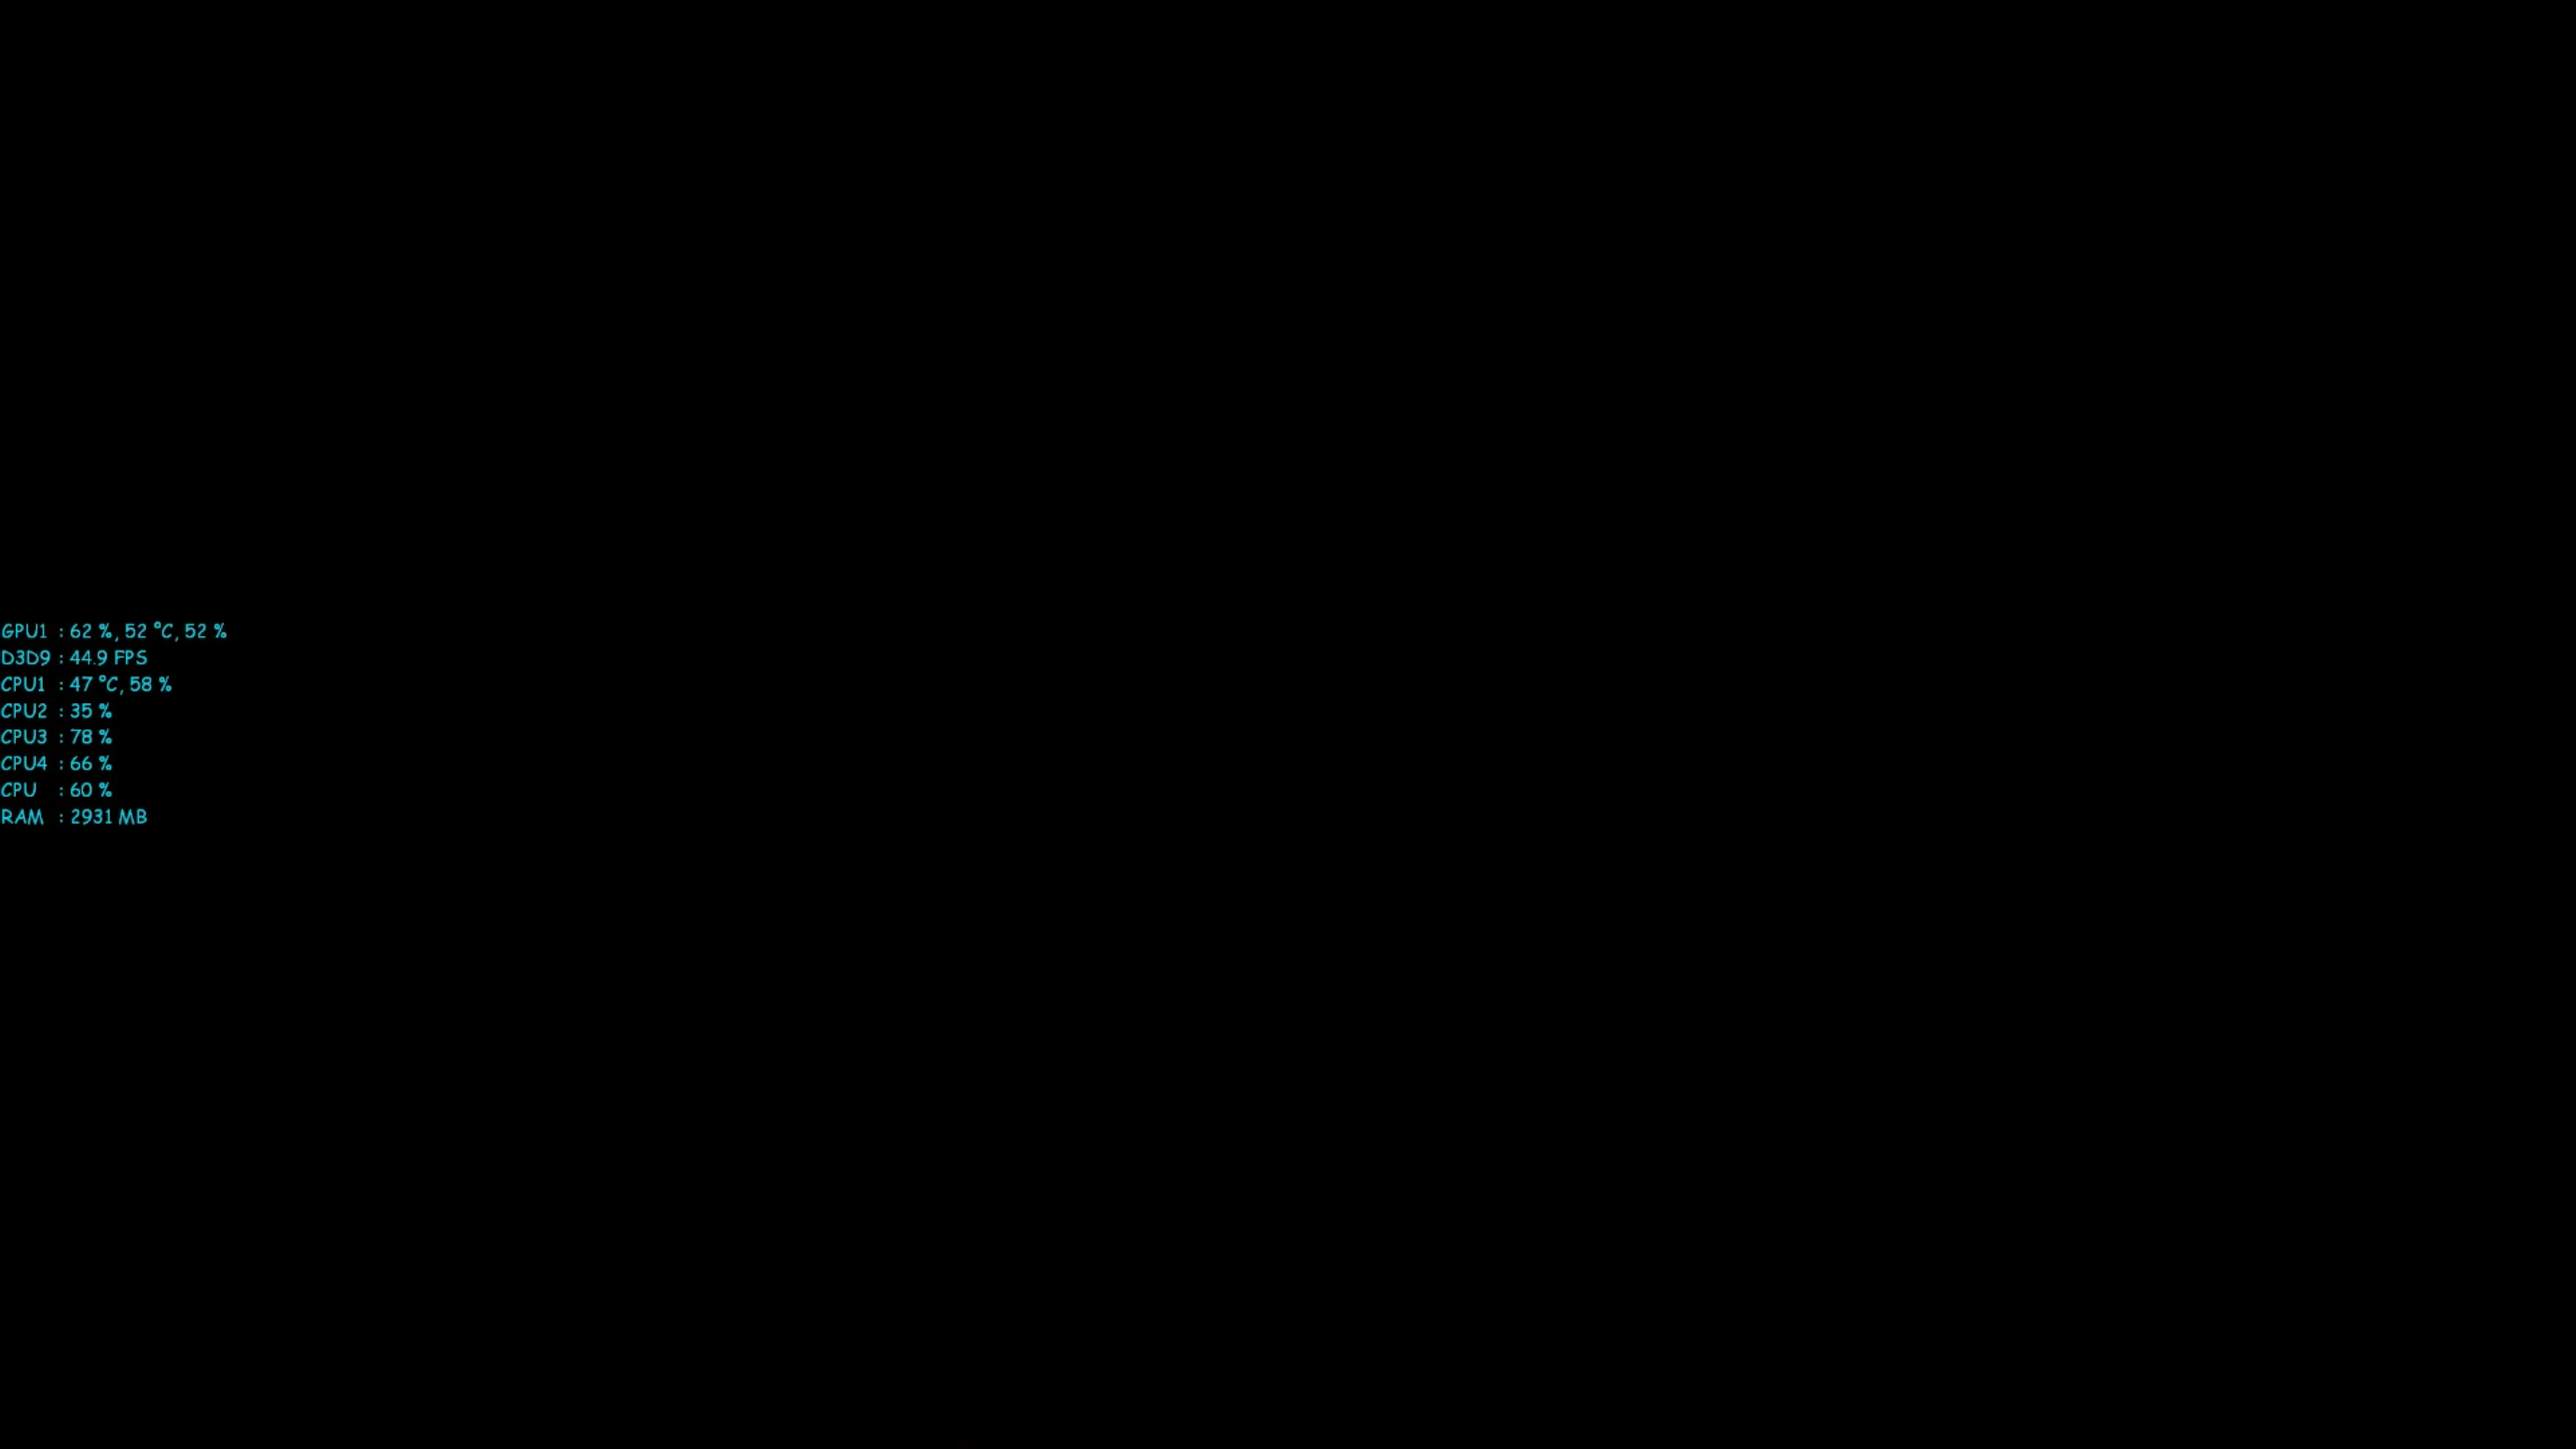 GPU1 : 62 %, 52 °C, 52 %
D3D9 : 44.9 FPS
CPU1 : 47 °C, 58 %
CPU2 : 35 %
CPU3 : 78 %
CPU4 : 66 %
CPU : 60 %
RAM : 2931 MB